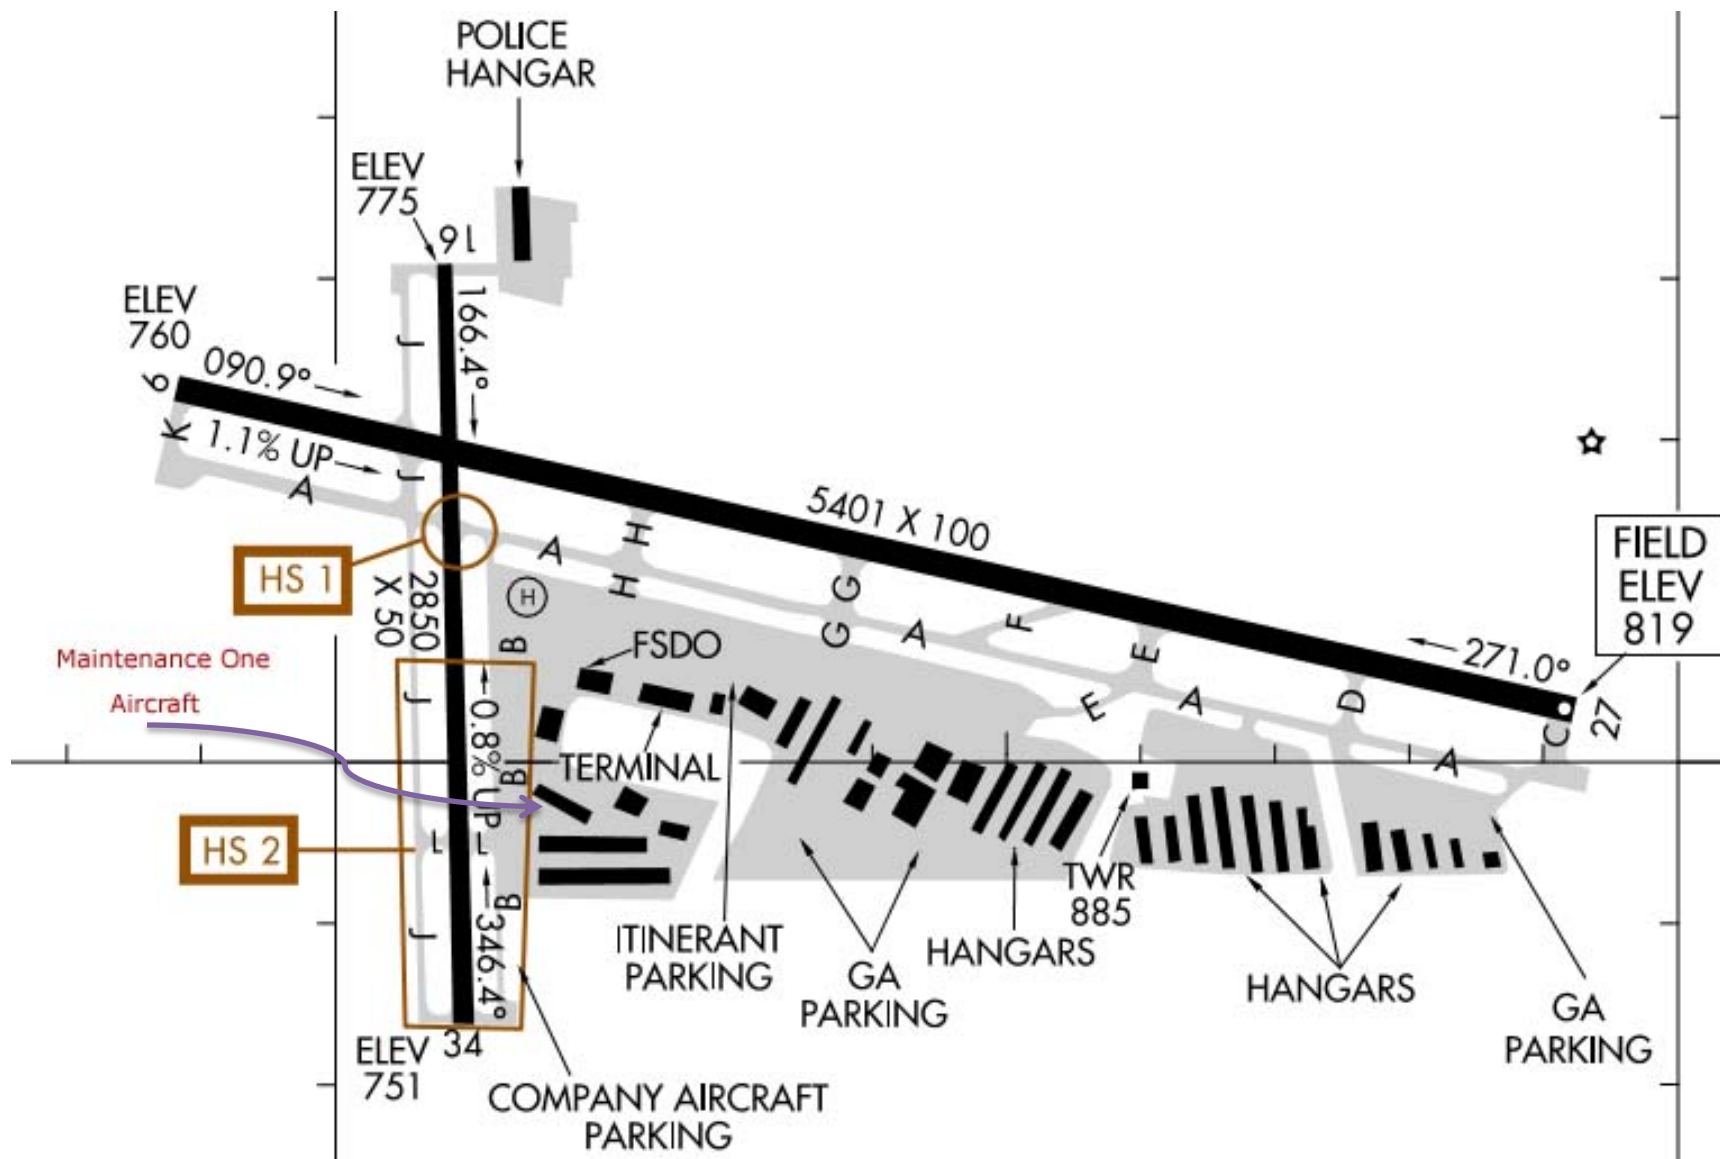 POLICE
HANGAR
ELEV
775
16
166.4°
ELEV
760
9
090.9°
J
K
1.1% UP
J
A
5401 X 100
FIELD
ELEV
819
271.0°
27
HS 1
2850
X 50
H
A
H
H
G
G
A
F
E
E
A
D
C
A
B
FSDO
Maintenance One
Aircraft
J
0.8% UP
B
TERMINAL
HS 2
L
L
B
J
346.4°
34
ELEV
751
ITINERANT
PARKING
GA
PARKING
HANGARS
TWR
885
HANGARS
GA
PARKING
COMPANY AIRCRAFT
PARKING